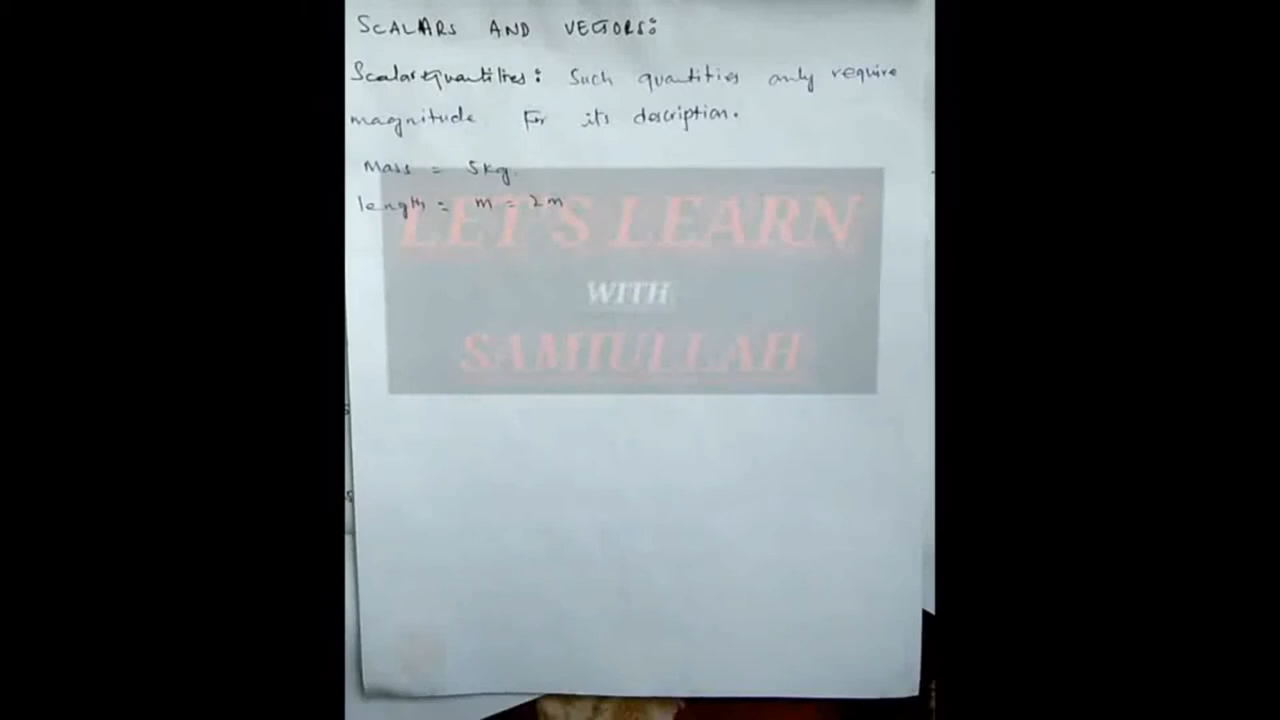 SCALARS AND VECTORS:
Scalar quantities: Such quantities only require
magnitude For its description.
Mass = 5kg.
length = m = 2m
LET'S LEARN
WITH
SAMIULLAH